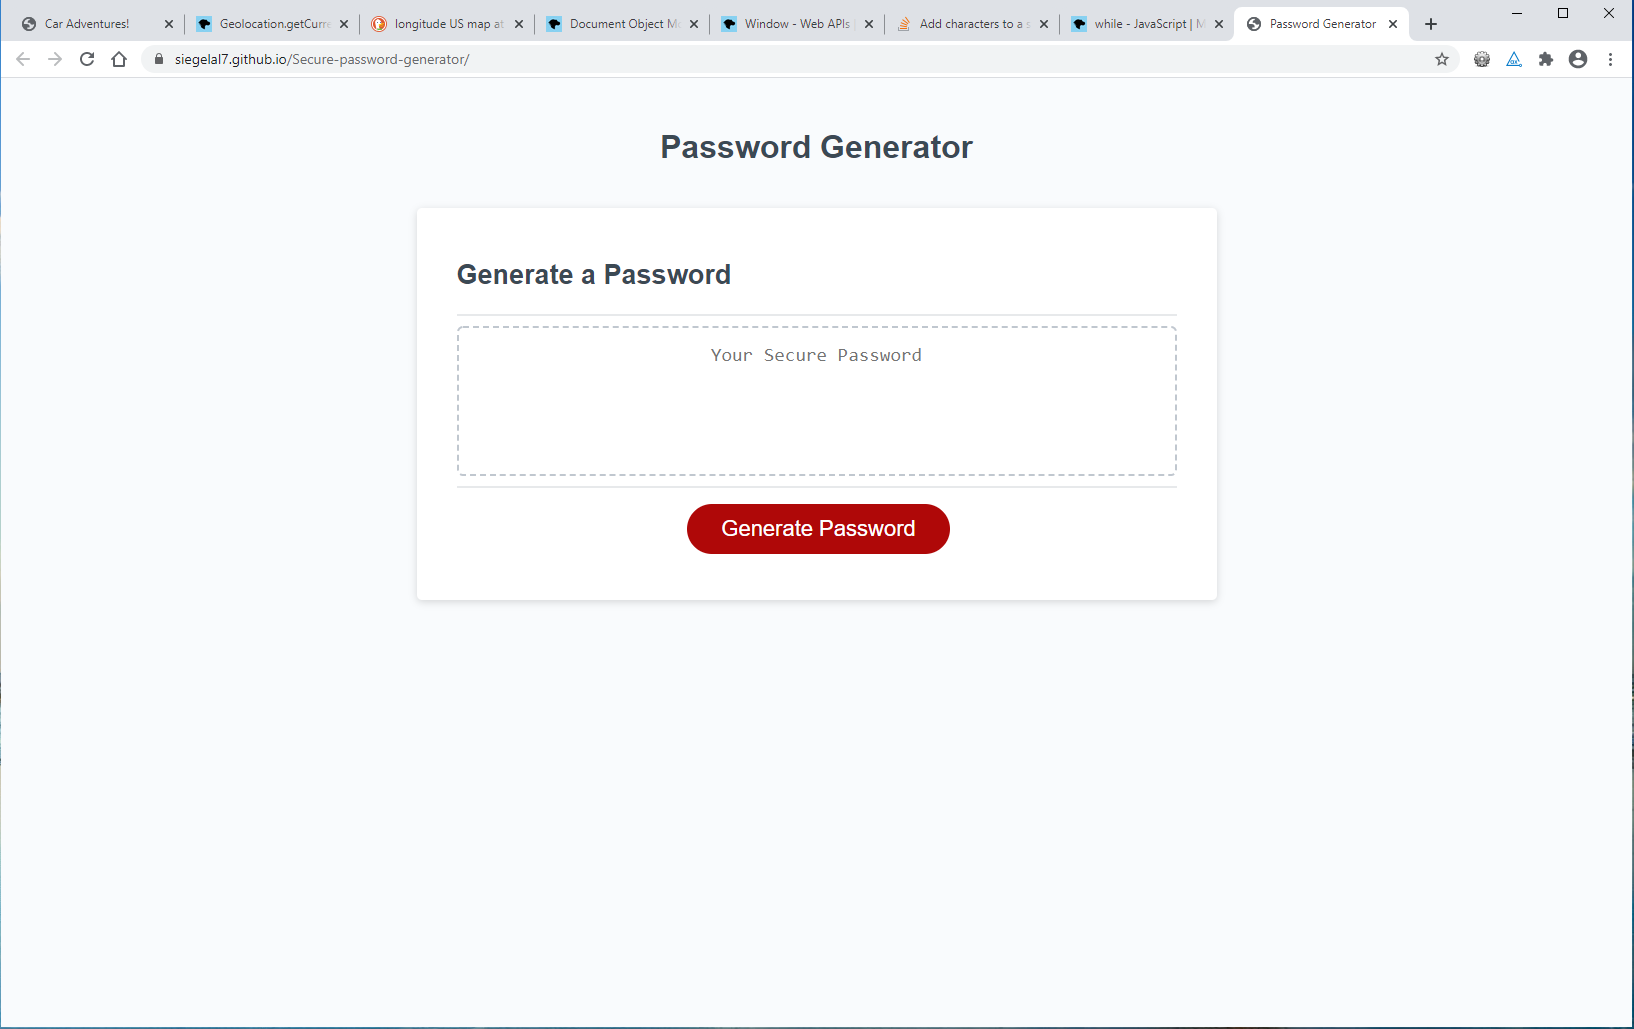 Car Adventures!
Geolocation.getCurre
longitude US map at
Document Object Mo
Window - Web APIs
Add characters to a s
while - JavaScript | M
Password Generator
siegelal7.github.io/Secure-password-generator/
Password Generator
Generate a Password
Your Secure Password
Generate Password